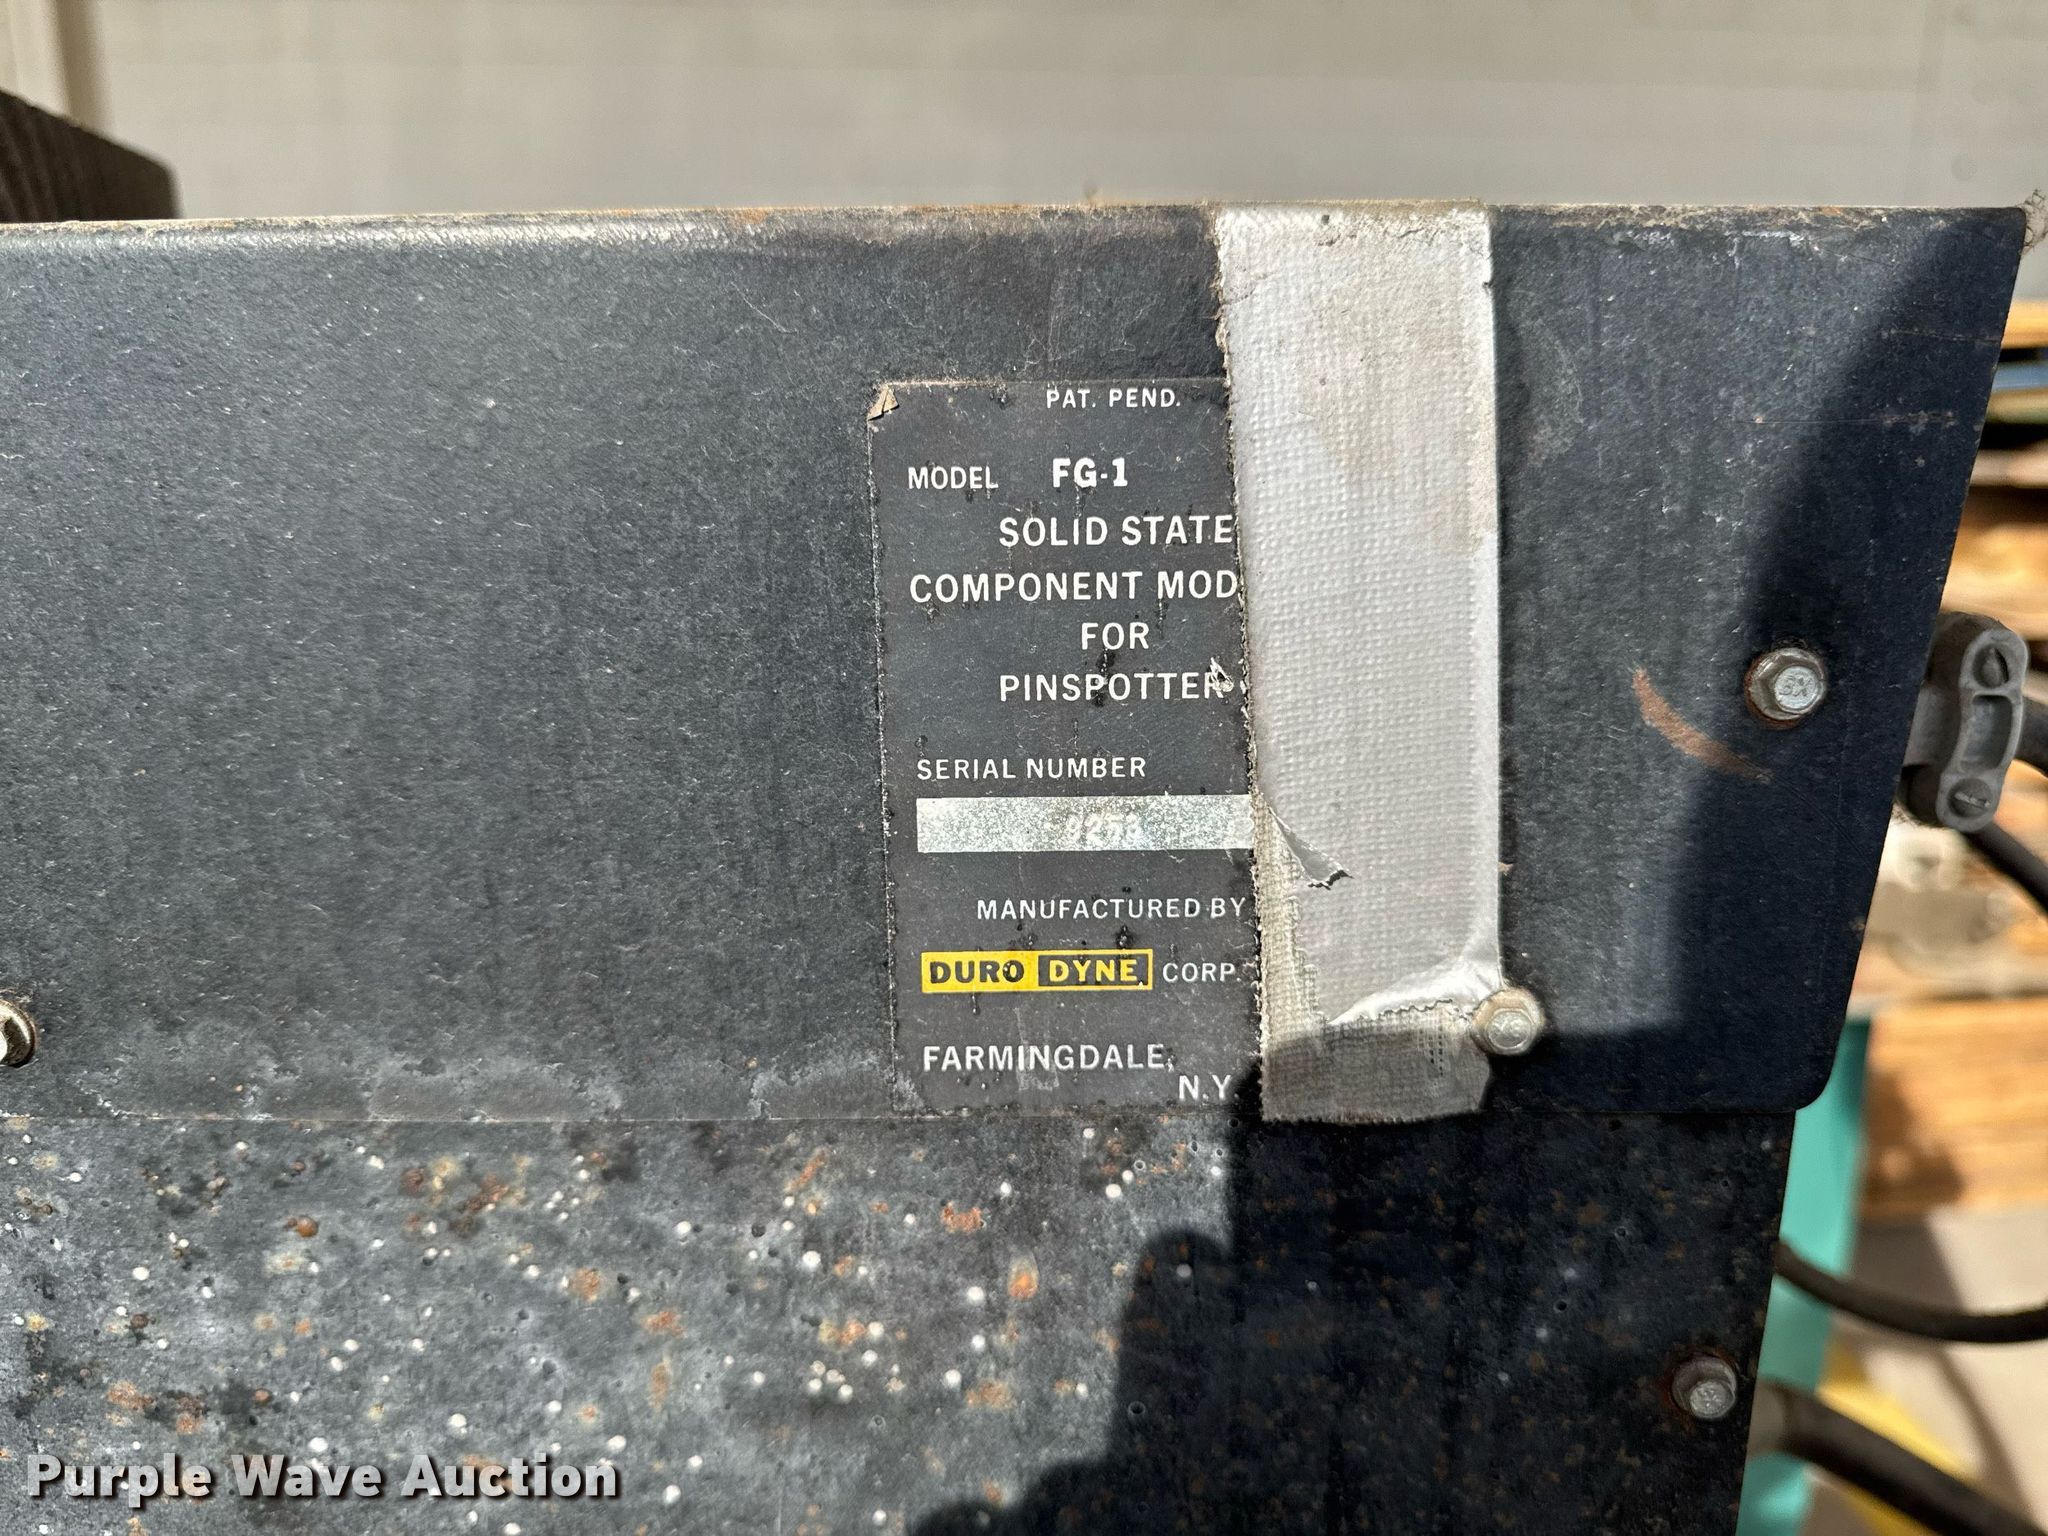 PAT. PEND.
MODEL FG-1
SOLID STATE
COMPONENT MOD
FOR
PINSPOTTER
SERIAL NUMBER
MANUFACTURED BY
DURO DYNE CORP.
FARMINGDALE,
N.Y.
Purple Wave Auction